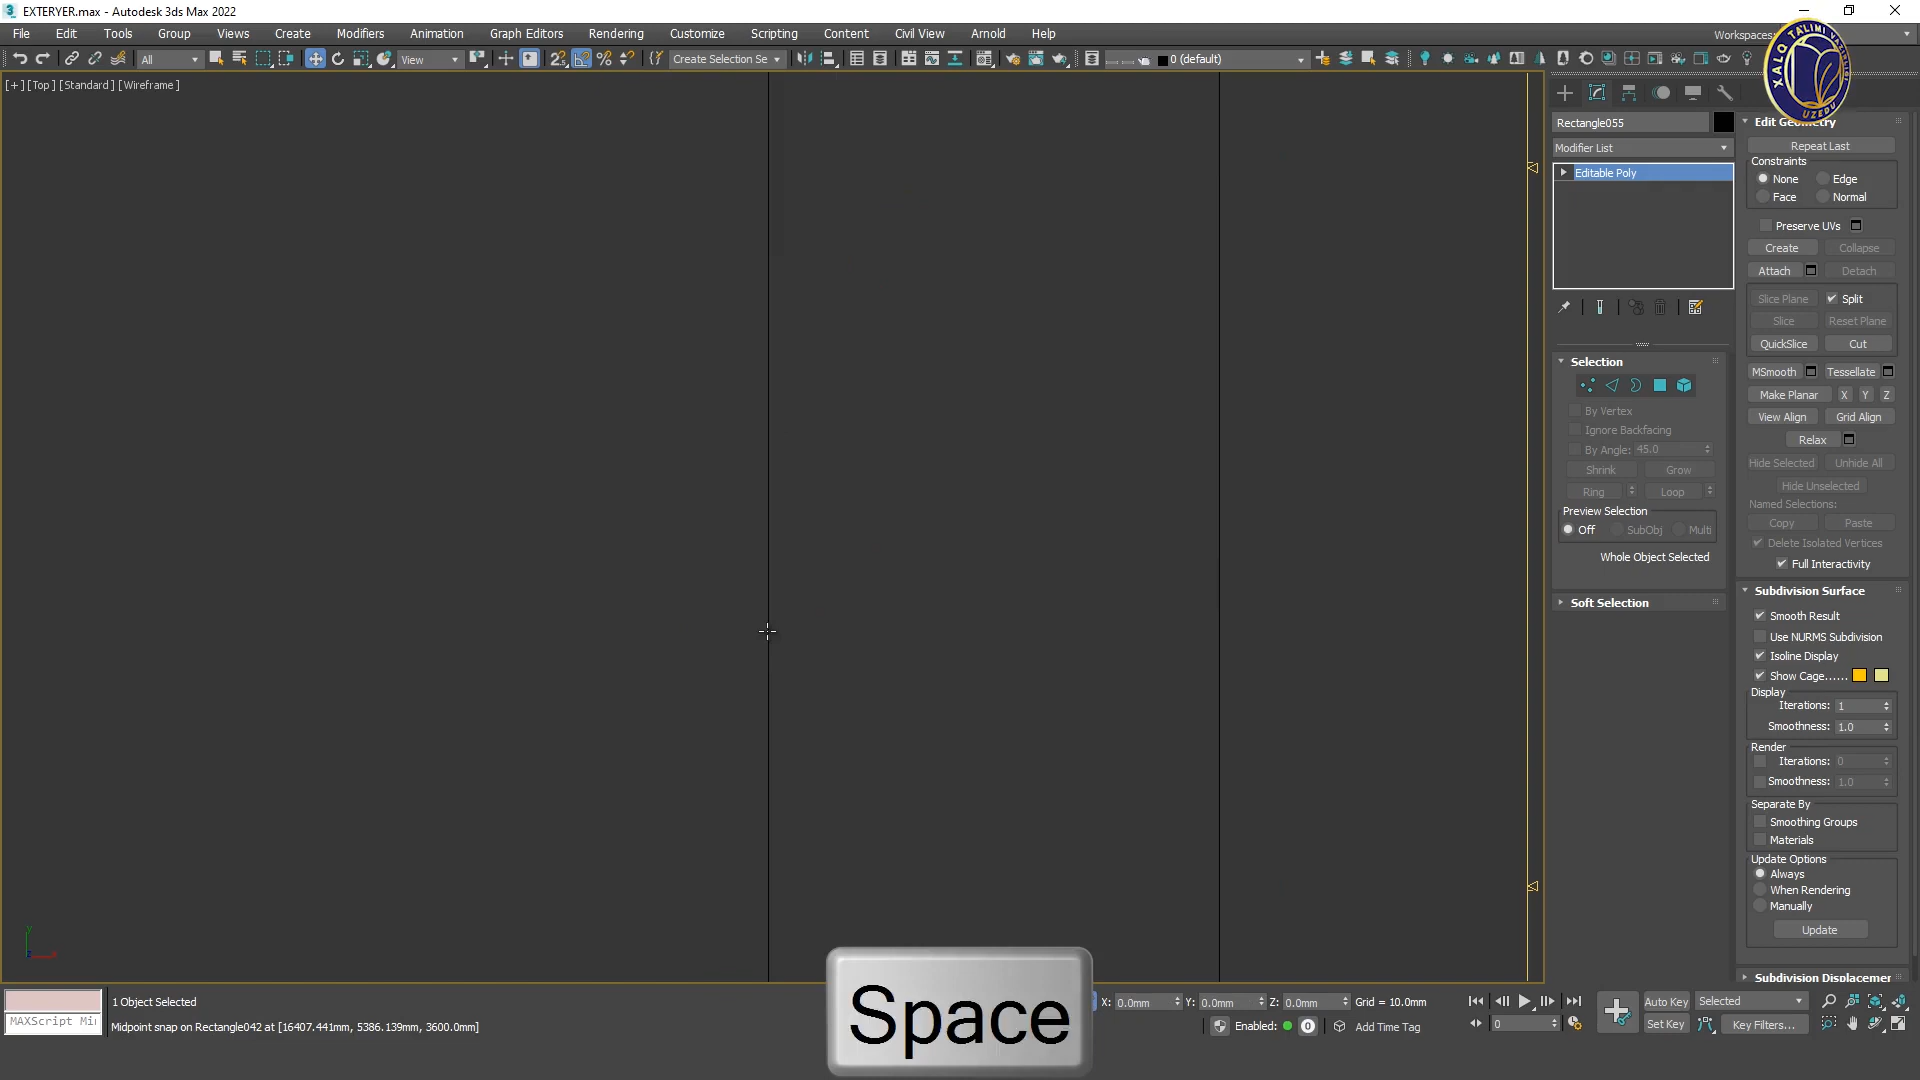 EXTERYER.max - Autodesk 3ds Max 2022
File Edit Tools Group Views Create Modifiers Animation Graph Editors Rendering Customize Scripting Content Civil View Arnold Help
Workspaces:
All
View
Create Selection Se
0 (default)
XALQ TA'LIMI VAZIRLIGI
UZEDU
[+] [Top] [Standard] [Wireframe]
Rectangle055
Modifier List
Editable Poly
Selection
By Vertex
Ignore Backfacing
By Angle: 45.0
Shrink Grow
Ring Loop
Preview Selection
Off SubObj Multi
Whole Object Selected
Soft Selection
Edit Geometry
Repeat Last
Constraints
None Edge
Face Normal
Preserve UVs
Create Collapse
Attach Detach
Slice Plane Split
Slice Reset Plane
QuickSlice Cut
MSmooth Tessellate
Make Planar X Y Z
View Align Grid Align
Relax
Hide Selected Unhide All
Hide Unselected
Named Selections:
Copy Paste
Delete Isolated Vertices
Full Interactivity
Subdivision Surface
Smooth Result
Use NURMS Subdivision
Isoline Display
Show Cage......
Display
Iterations: 1
Smoothness: 1.0
Render
Iterations: 0
Smoothness: 1.0
Separate By
Smoothing Groups
Materials
Update Options
Always
When Rendering
Manually
Update
Subdivision Displacemen
Space
MAXScript Mi
1 Object Selected
Midpoint snap on Rectangle042 at [16407.441mm, 5386.139mm, 3600.0mm]
X: 0.0mm Y: 0.0mm Z: 0.0mm Grid = 10.0mm
Enabled: 0 Add Time Tag
0
Auto Key Selected
Set Key Key Filters...